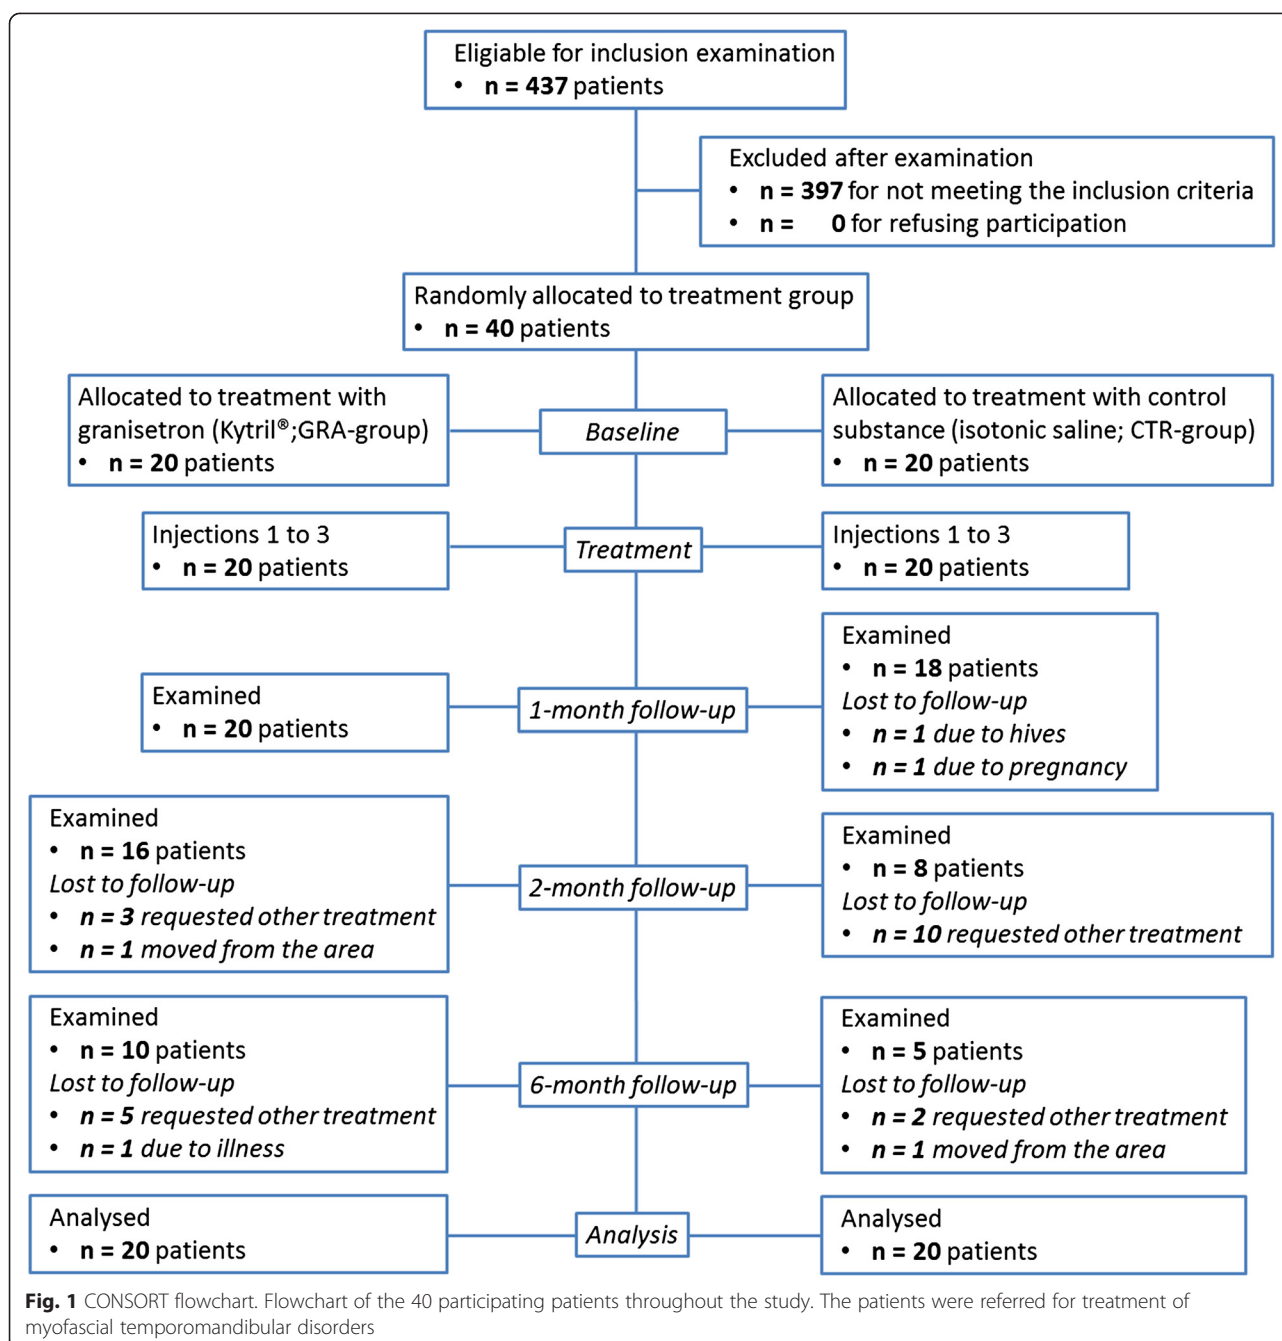 Eligiable for inclusion examination
• n = 437 patients
Excluded after examination
• n = 397 for not meeting the inclusion criteria
• n = 0 for refusing participation
Randomly allocated to treatment group
• n = 40 patients
Allocated to treatment with
granisetron (Kytril®;GRA-group)
• n = 20 patients
Baseline
Allocated to treatment with control
substance (isotonic saline; CTR-group)
• n = 20 patients
Injections 1 to 3
• n = 20 patients
Treatment
Injections 1 to 3
• n = 20 patients
Examined
• n = 20 patients
1-month follow-up
Examined
• n = 18 patients
Lost to follow-up
• n = 1 due to hives
• n = 1 due to pregnancy
Examined
• n = 16 patients
Lost to follow-up
• n = 3 requested other treatment
• n = 1 moved from the area
2-month follow-up
Examined
• n = 8 patients
Lost to follow-up
• n = 10 requested other treatment
Examined
• n = 10 patients
Lost to follow-up
• n = 5 requested other treatment
• n = 1 due to illness
6-month follow-up
Examined
• n = 5 patients
Lost to follow-up
• n = 2 requested other treatment
• n = 1 moved from the area
Analysed
• n = 20 patients
Analysis
Analysed
• n = 20 patients
Fig. 1 CONSORT flowchart. Flowchart of the 40 participating patients throughout the study. The patients were referred for treatment of
myofascial temporomandibular disorders